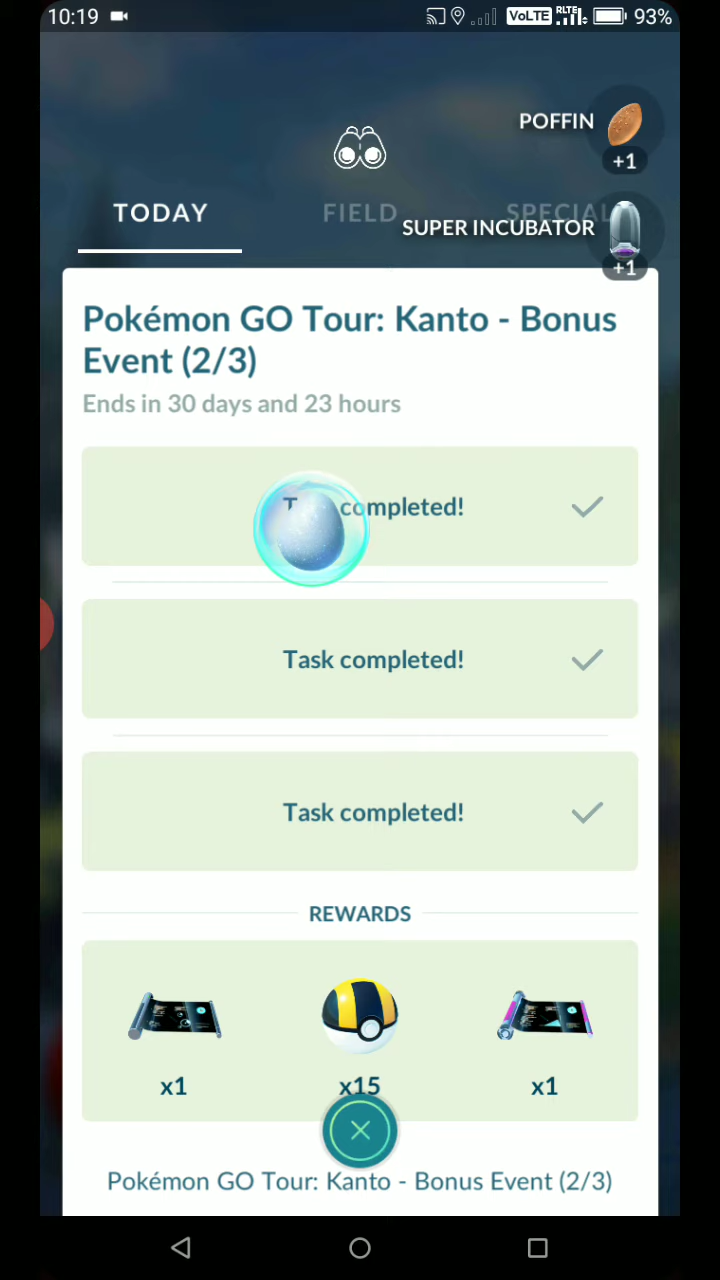 10:19
VoLTE
RLTE
93%
POFFIN
+1
TODAY
FIELD
SPECIAL
SUPER INCUBATOR
+1
Pokémon GO Tour: Kanto - Bonus
Event (2/3)
Ends in 30 days and 23 hours
T completed!
Task completed!
Task completed!
REWARDS
x1
x15
x1
Pokémon GO Tour: Kanto - Bonus Event (2/3)